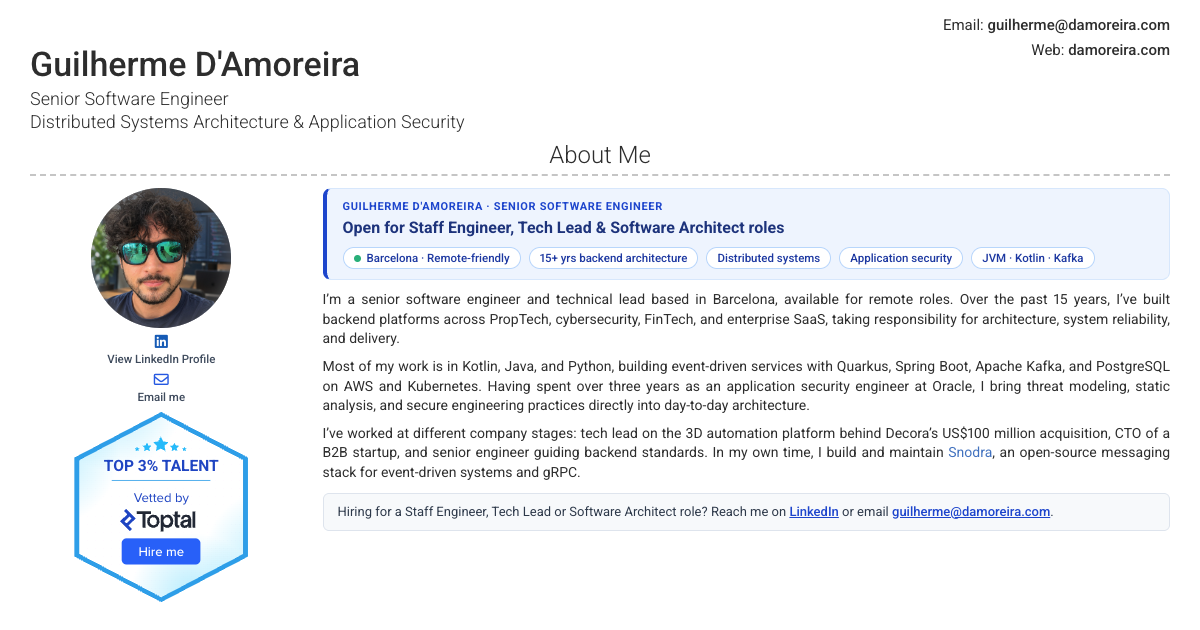 Email: guilherme@damoreira.com
Web: damoreira.com
Guilherme D'Amoreira
Senior Software Engineer
Distributed Systems Architecture & Application Security
About Me
View LinkedIn Profile
Email me
TOP 3% TALENT
Vetted by
Toptal
Hire me
GUILHERME D'AMOREIRA · SENIOR SOFTWARE ENGINEER
Open for Staff Engineer, Tech Lead & Software Architect roles
Barcelona · Remote-friendly
15+ yrs backend architecture
Distributed systems
Application security
JVM · Kotlin · Kafka
I’m a senior software engineer and technical lead based in Barcelona, available for remote roles. Over the past 15 years, I’ve built
backend platforms across PropTech, cybersecurity, FinTech, and enterprise SaaS, taking responsibility for architecture, system reliability,
and delivery.
Most of my work is in Kotlin, Java, and Python, building event-driven services with Quarkus, Spring Boot, Apache Kafka, and PostgreSQL
on AWS and Kubernetes. Having spent over three years as an application security engineer at Oracle, I bring threat modeling, static
analysis, and secure engineering practices directly into day-to-day architecture.
I’ve worked at different company stages: tech lead on the 3D automation platform behind Decora’s US$100 million acquisition, CTO of a
B2B startup, and senior engineer guiding backend standards. In my own time, I build and maintain Snodra, an open-source messaging
stack for event-driven systems and gRPC.
Hiring for a Staff Engineer, Tech Lead or Software Architect role? Reach me on LinkedIn or email guilherme@damoreira.com.